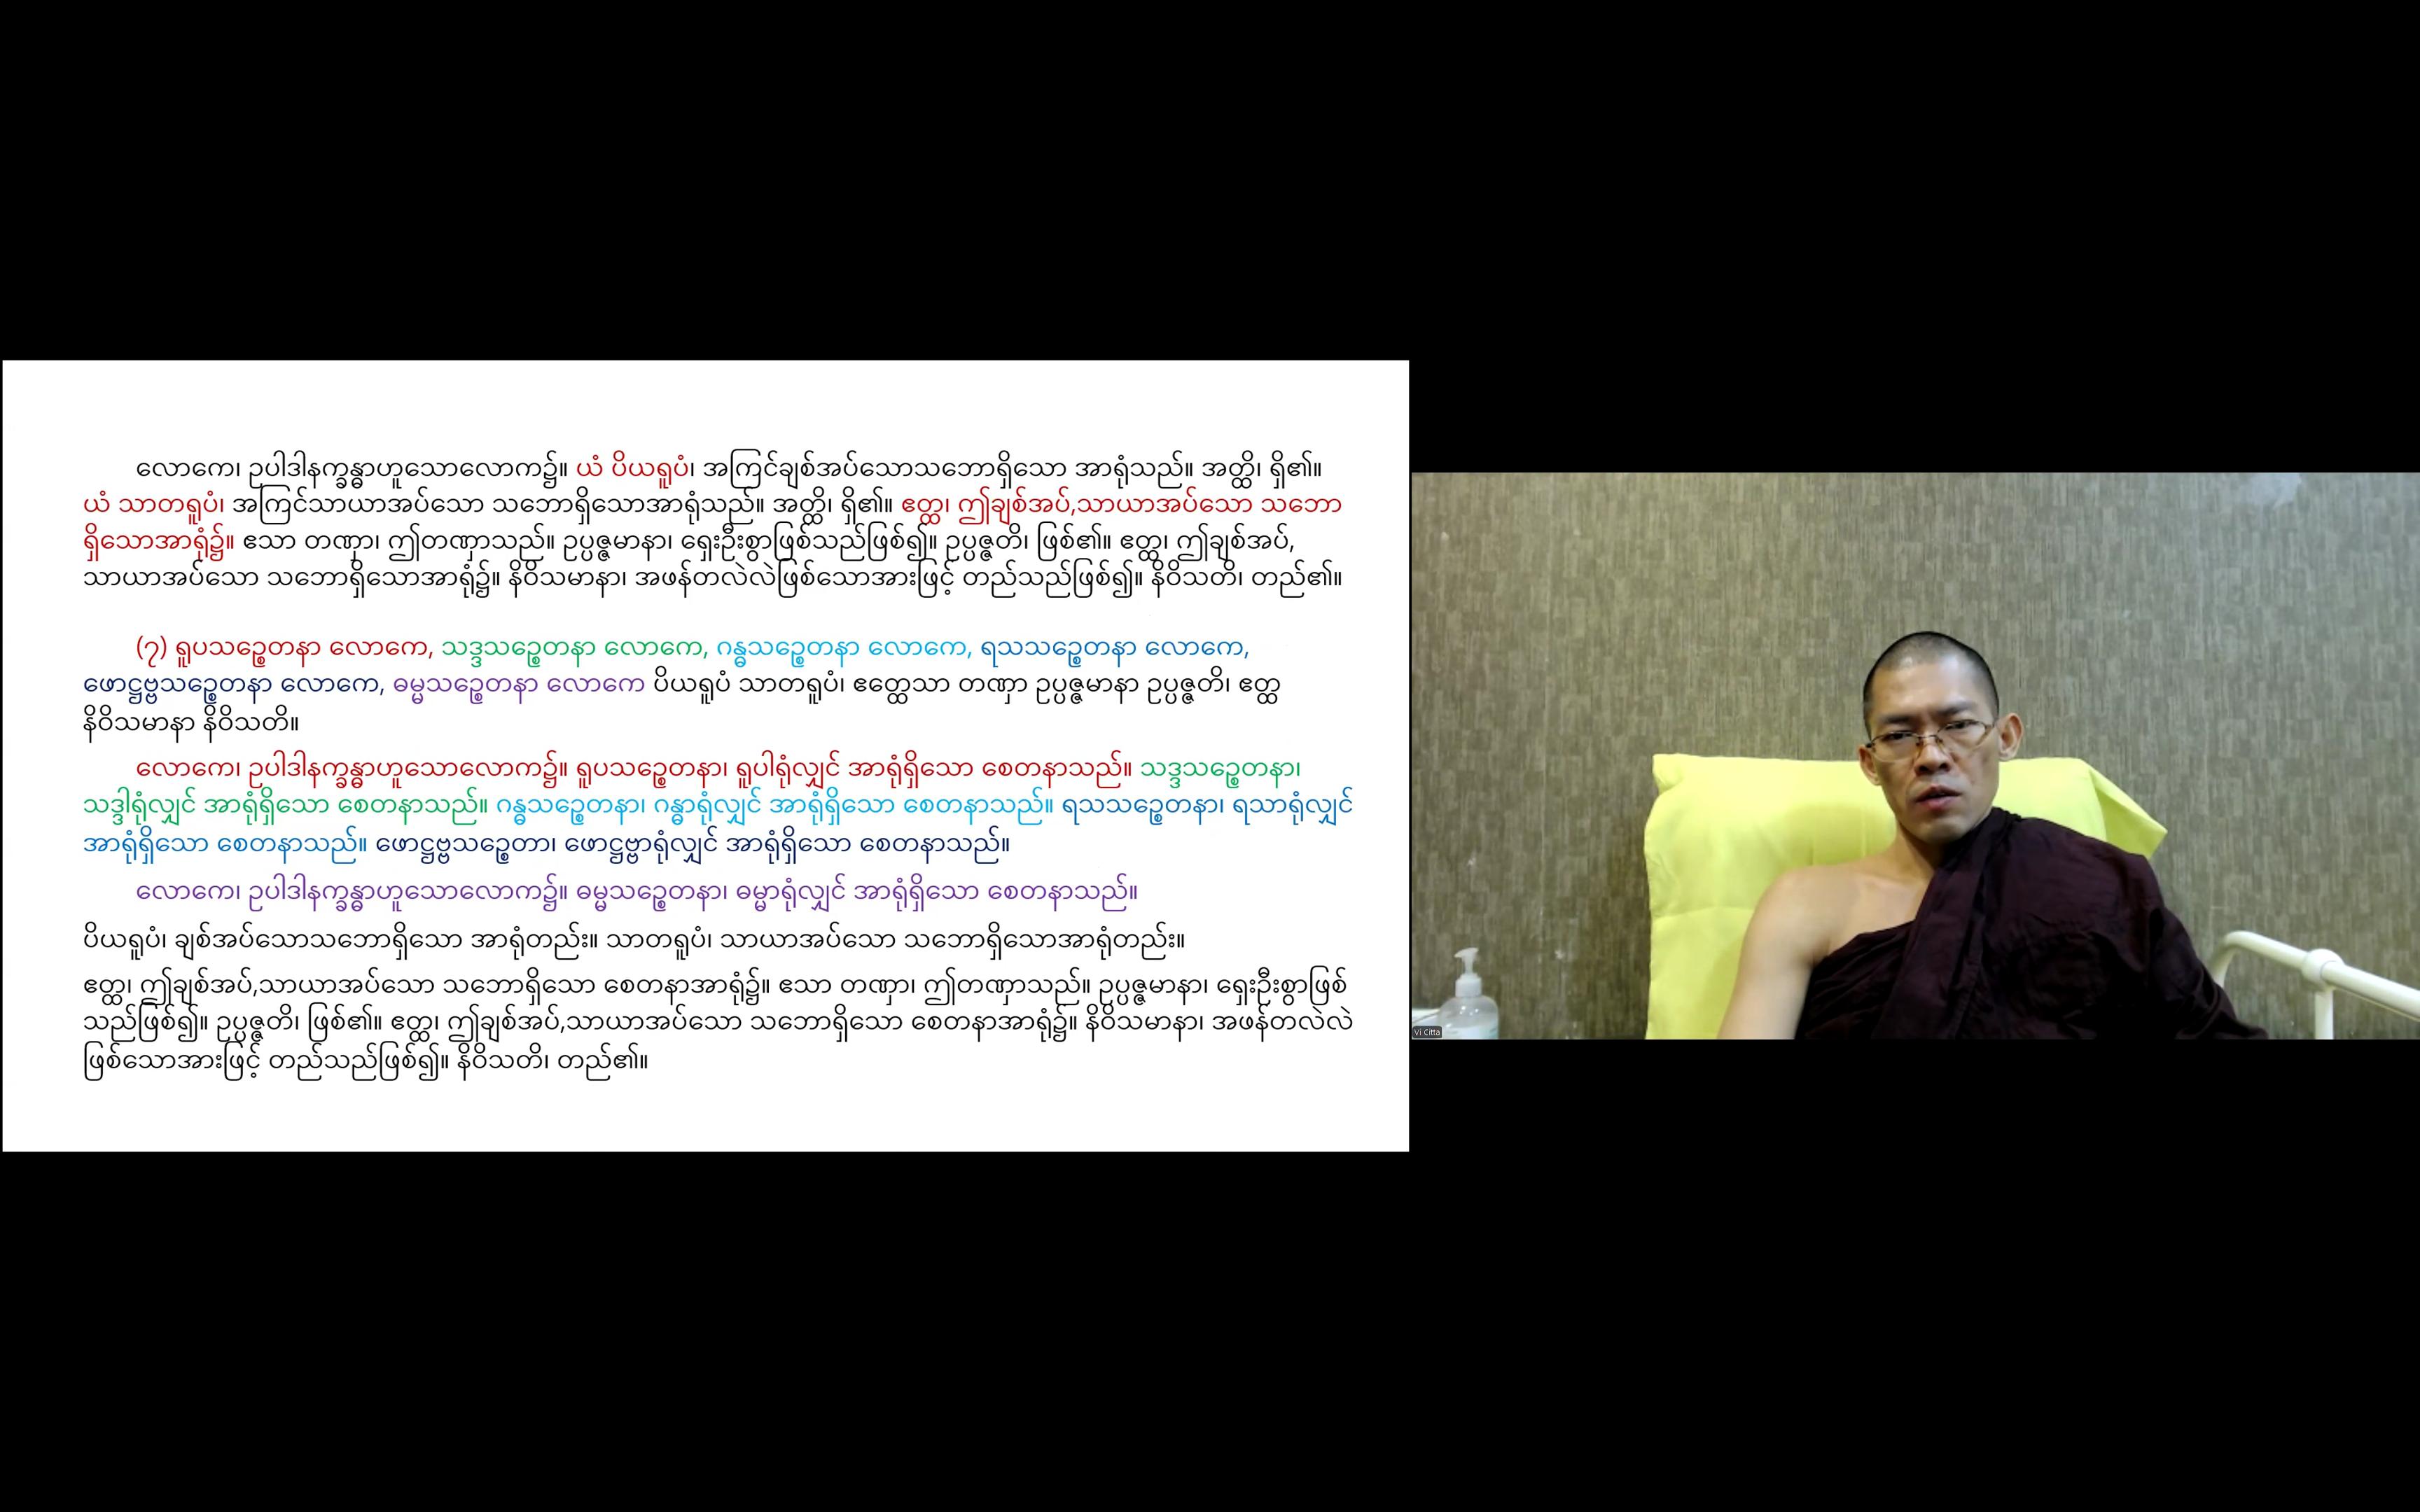 လောကေ၊ ဥပါဒါနက္ခန္ဓာဟူသောလောက၌။ ယံ ပိယရူပံ၊ အကြင်ချစ်အပ်သောသဘောရှိသော အာရုံသည်။ အတ္ထိ၊ ရှိ၏။
ယံ သာတရူပံ၊ အကြင်သာယာအပ်သော သဘောရှိသောအာရုံသည်။ အတ္ထိ၊ ရှိ၏။ ဧတ္ထ၊ ဤချစ်အပ်,သာယာအပ်သော သဘော
ရှိသောအာရုံ၌။ ဧသာ တဏှာ၊ ဤတဏှာသည်။ ဥပ္ပဇ္ဇမာနာ၊ ရှေးဦးစွာဖြစ်သည်ဖြစ်၍။ ဥပ္ပဇ္ဇတိ၊ ဖြစ်၏။ ဧတ္ထ၊ ဤချစ်အပ်,
သာယာအပ်သော သဘောရှိသောအာရုံ၌။ နိဝိသမာနာ၊ အဖန်တလဲလဲဖြစ်သောအားဖြင့် တည်သည်ဖြစ်၍။ နိဝိသတိ၊ တည်၏။
(၇) ရူပသဉ္စေတနာ လောကေ, သဒ္ဒသဉ္စေတနာ လောကေ, ဂန္ဓသဉ္စေတနာ လောကေ, ရသသဉ္စေတနာ လောကေ,
ဖောဋ္ဌဗ္ဗသဉ္စေတနာ လောကေ, ဓမ္မသဉ္စေတနာ လောကေ ပိယရူပံ သာတရူပံ၊ ဧတ္ထေသာ တဏှာ ဥပ္ပဇ္ဇမာနာ ဥပ္ပဇ္ဇတိ၊ ဧတ္ထ
နိဝိသမာနာ နိဝိသတိ။
လောကေ၊ ဥပါဒါနက္ခန္ဓာဟူသောလောက၌။ ရူပသဉ္စေတနာ၊ ရူပါရုံလျှင် အာရုံရှိသော စေတနာသည်။ သဒ္ဒသဉ္စေတနာ၊
သဒ္ဒါရုံလျှင် အာရုံရှိသော စေတနာသည်။ ဂန္ဓသဉ္စေတနာ၊ ဂန္ဓာရုံလျှင် အာရုံရှိသော စေတနာသည်။ ရသသဉ္စေတနာ၊ ရသာရုံလျှင်
အာရုံရှိသော စေတနာသည်။ ဖောဋ္ဌဗ္ဗသဉ္စေတာ၊ ဖောဋ္ဌဗ္ဗာရုံလျှင် အာရုံရှိသော စေတနာသည်။
လောကေ၊ ဥပါဒါနက္ခန္ဓာဟူသောလောက၌။ ဓမ္မသဉ္စေတနာ၊ ဓမ္မာရုံလျှင် အာရုံရှိသော စေတနာသည်။
ပိယရူပံ၊ ချစ်အပ်သောသဘောရှိသော အာရုံတည်း။ သာတရူပံ၊ သာယာအပ်သော သဘောရှိသောအာရုံတည်း။
ဧတ္ထ၊ ဤချစ်အပ်,သာယာအပ်သော သဘောရှိသော စေတနာအာရုံ၌။ ဧသာ တဏှာ၊ ဤတဏှာသည်။ ဥပ္ပဇ္ဇမာနာ၊ ရှေးဦးစွာဖြစ်
သည်ဖြစ်၍။ ဥပ္ပဇ္ဇတိ၊ ဖြစ်၏။ ဧတ္ထ၊ ဤချစ်အပ်,သာယာအပ်သော သဘောရှိသော စေတနာအာရုံ၌။ နိဝိသမာနာ၊ အဖန်တလဲလဲ
ဖြစ်သောအားဖြင့် တည်သည်ဖြစ်၍။ နိဝိသတိ၊ တည်၏။
Vi Citta